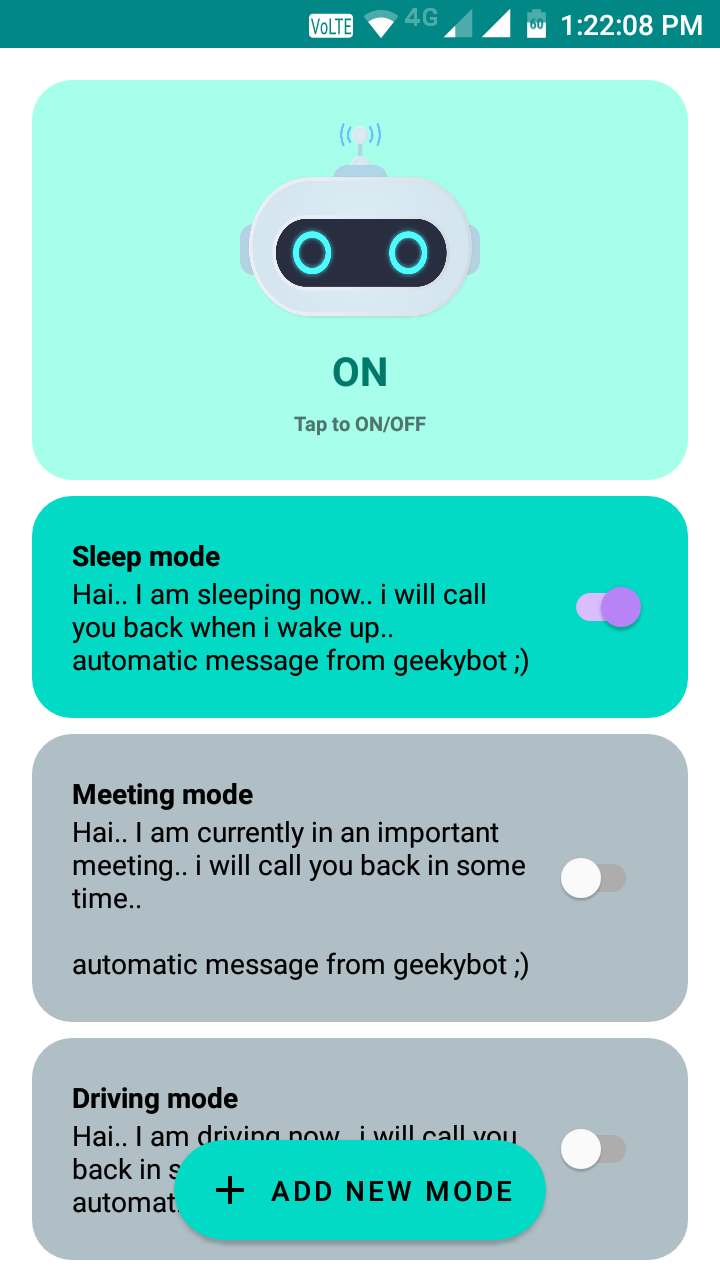 VoLTE 4G 60 1:22:08 PM
ON
Tap to ON/OFF
Sleep mode
Hai.. I am sleeping now.. i will call
you back when i wake up..
automatic message from geekybot ;)
Meeting mode
Hai.. I am currently in an important
meeting.. i will call you back in some
time..
automatic message from geekybot ;)
Driving mode
Hai.. I am driving now.. i will call you
back in
ADD NEW MODE